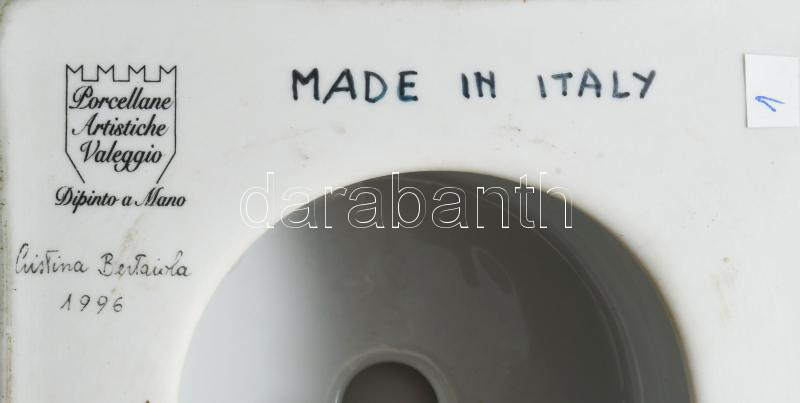 Porcellane
Artistiche
Valeggio
Dipinto a Mano
MADE IN ITALY
1
darabanth
Cristina Bertaiola
1996